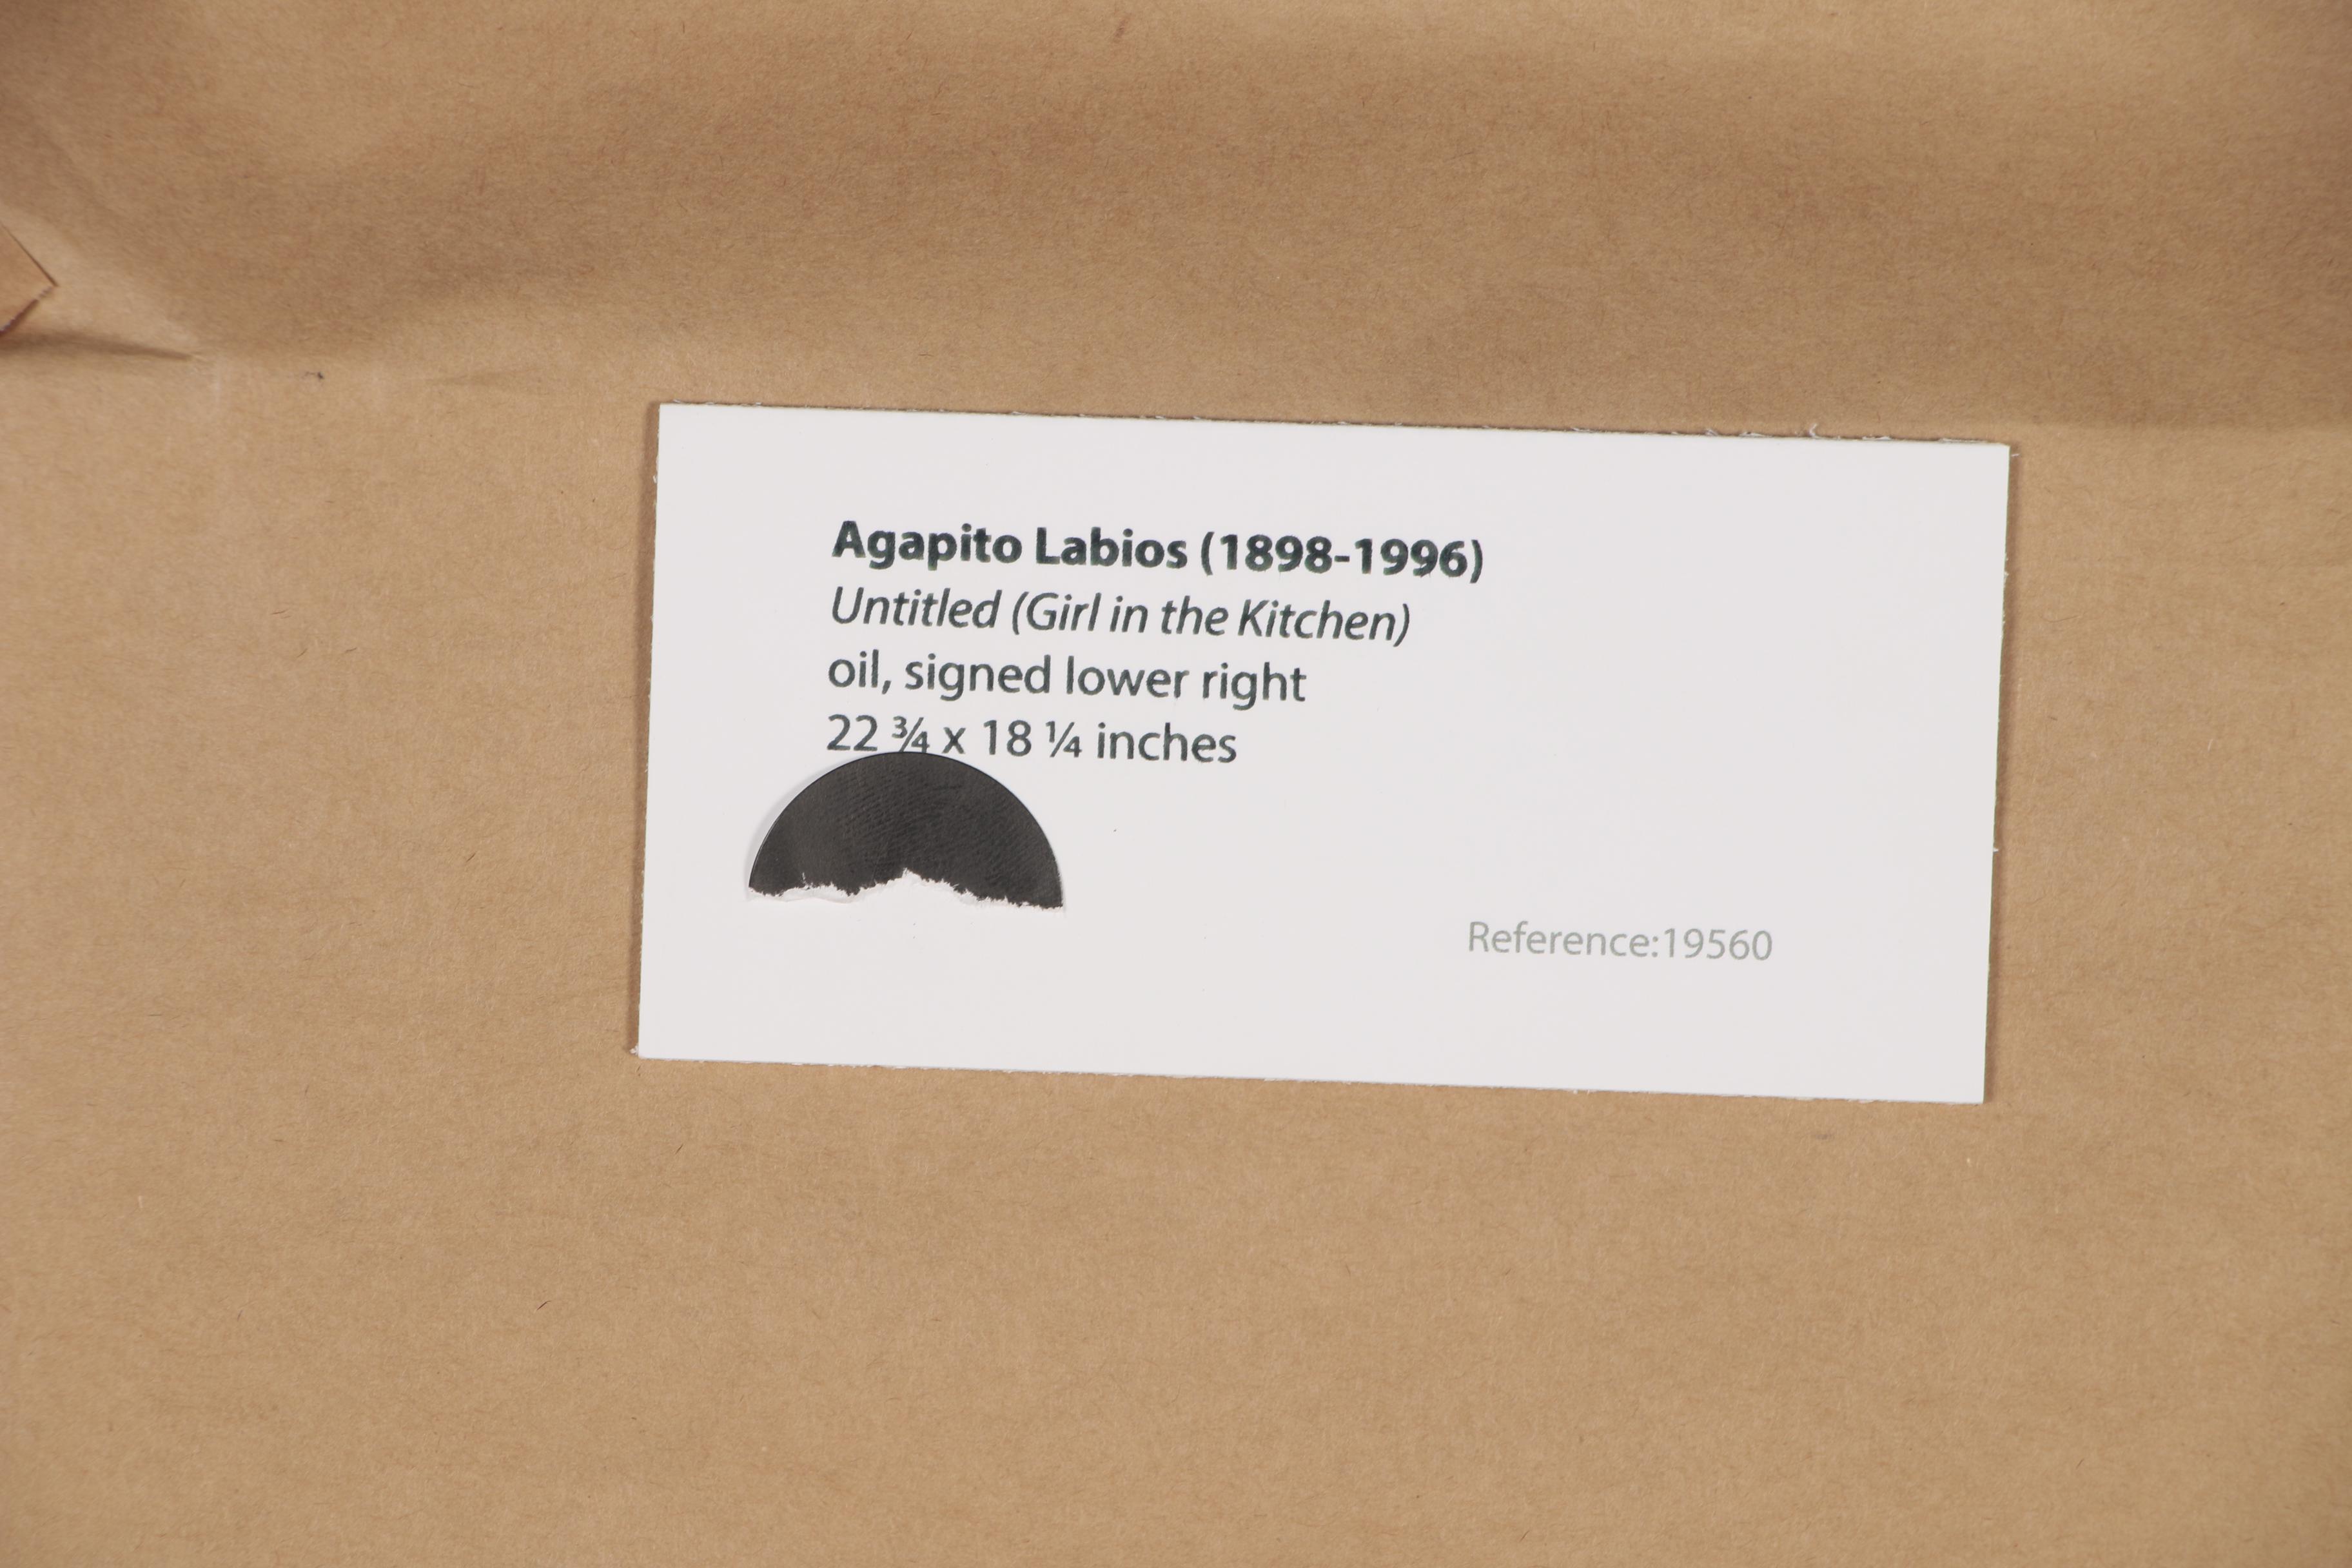 Agapito Labios (1898-1996)
Untitled (Girl in the Kitchen)
oil, signed lower right
22 ¾ x 18 ¼ inches
Reference:19560